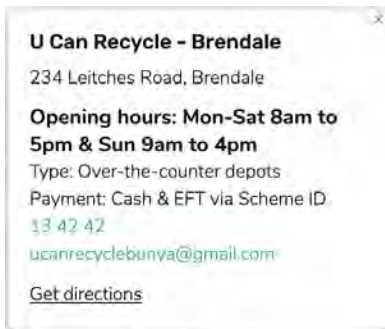 U Can Recycle - Brendale
234 Leitches Road, Brendale
Opening hours: Mon-Sat 8am to
5pm & Sun 9am to 4pm
Type: Over-the-counter depots
Payment: Cash & EFT via Scheme ID
13 42 42
ucanrecyclebunya@gmail.com
Get directions